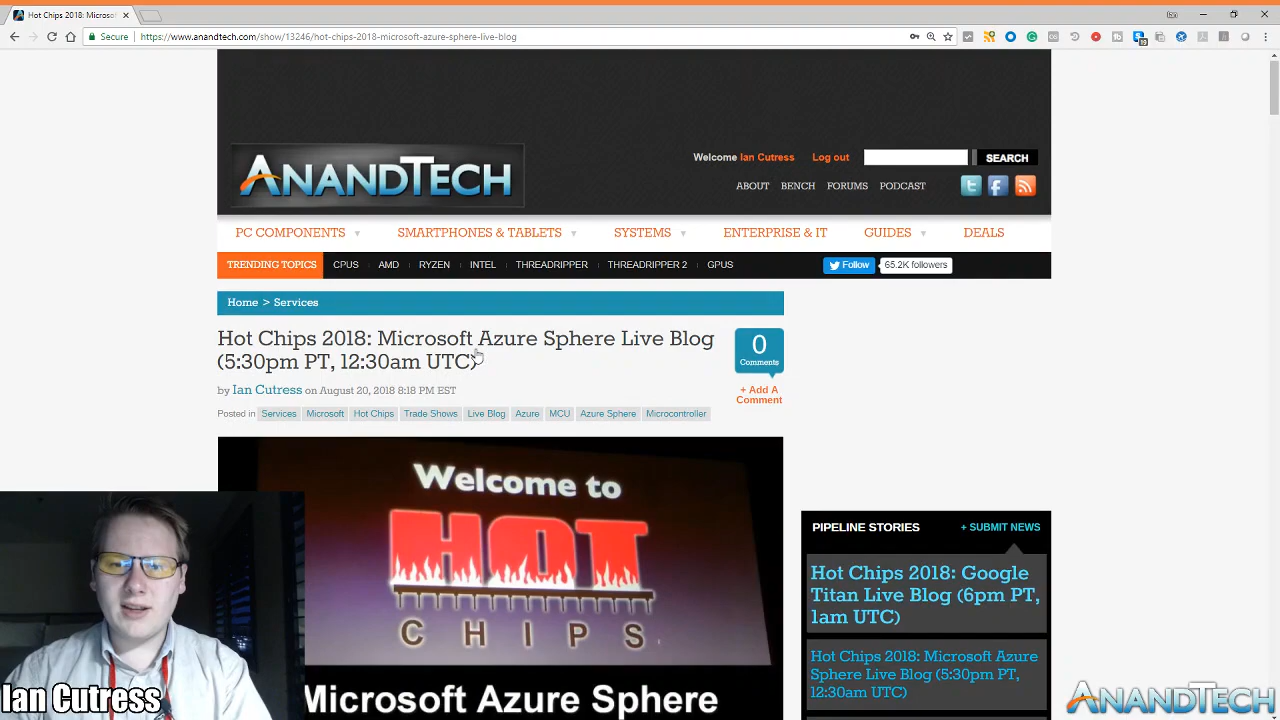 Hot Chips 2018: Microsof
Secure
https://www.anandtech.com/show/13246/hot-chips-2018-microsoft-azure-sphere-live-blog
ANANDTECH
Welcome Ian Cutress
Log out
SEARCH
ABOUT
BENCH
FORUMS
PODCAST
PC COMPONENTS
SMARTPHONES & TABLETS
SYSTEMS
ENTERPRISE & IT
GUIDES
DEALS
TRENDING TOPICS
CPUS
AMD
RYZEN
INTEL
THREADRIPPER
THREADRIPPER 2
GPUS
Follow
65.2K followers
Home > Services
Hot Chips 2018: Microsoft Azure Sphere Live Blog
(5:30pm PT, 12:30am UTC)
0
Comments
by Ian Cutress on August 20, 2018 8:18 PM EST
+ Add A
Comment
Posted in Services Microsoft Hot Chips Trade Shows Live Blog Azure MCU Azure Sphere Microcontroller
Welcome to
HOT
CHIPS
Microsoft Azure Sphere
PIPELINE STORIES
+ SUBMIT NEWS
Hot Chips 2018: Google
Titan Live Blog (6pm PT,
1am UTC)
Hot Chips 2018: Microsoft Azure
Sphere Live Blog (5:30pm PT,
12:30am UTC)
Ian Cutress
ANANDTECH